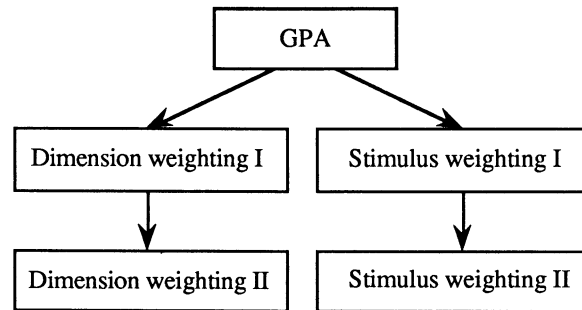 GPA
Dimension weighting I
Stimulus weighting I
Dimension weighting II
Stimulus weighting II